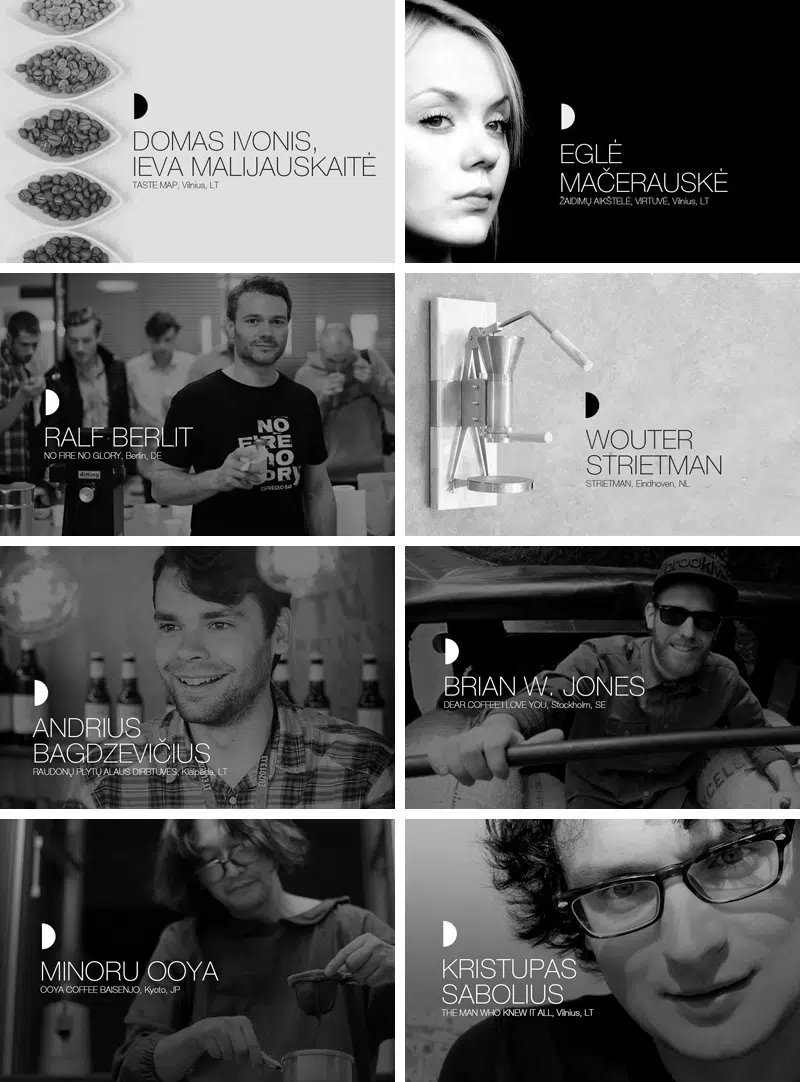 DOMAS IVONIS,
IEVA MALIJAUSKAITĖ
TASTE MAP, Vilnius, LT
EGLĖ
MAČERAUSKĖ
ŽAIDIMŲ AIKŠTELĖ, VIRTUVĖ, Vilnius, LT
NO
FIRE
NO
GLORY
ESPRESSO BAR
RALF BERLIT
NO FIRE NO GLORY, Berlin, DE
ditting
WOUTER
STRIETMAN
STRIETMAN, Eindhoven, NL
ANDRIUS
BAGDZEVIČIUS
RAUDONŲ PLYTŲ ALAUS DIRBTUVĖS, Klaipėda, LT
brooklyn
BRIAN W. JONES
DEAR COFFEE I LOVE YOU, Stockholm, SE
MINORU OOYA
OOYA COFFEE BAISENJO, Kyoto, JP
KRISTUPAS
SABOLIUS
THE MAN WHO KNEW IT ALL, Vilnius, LT